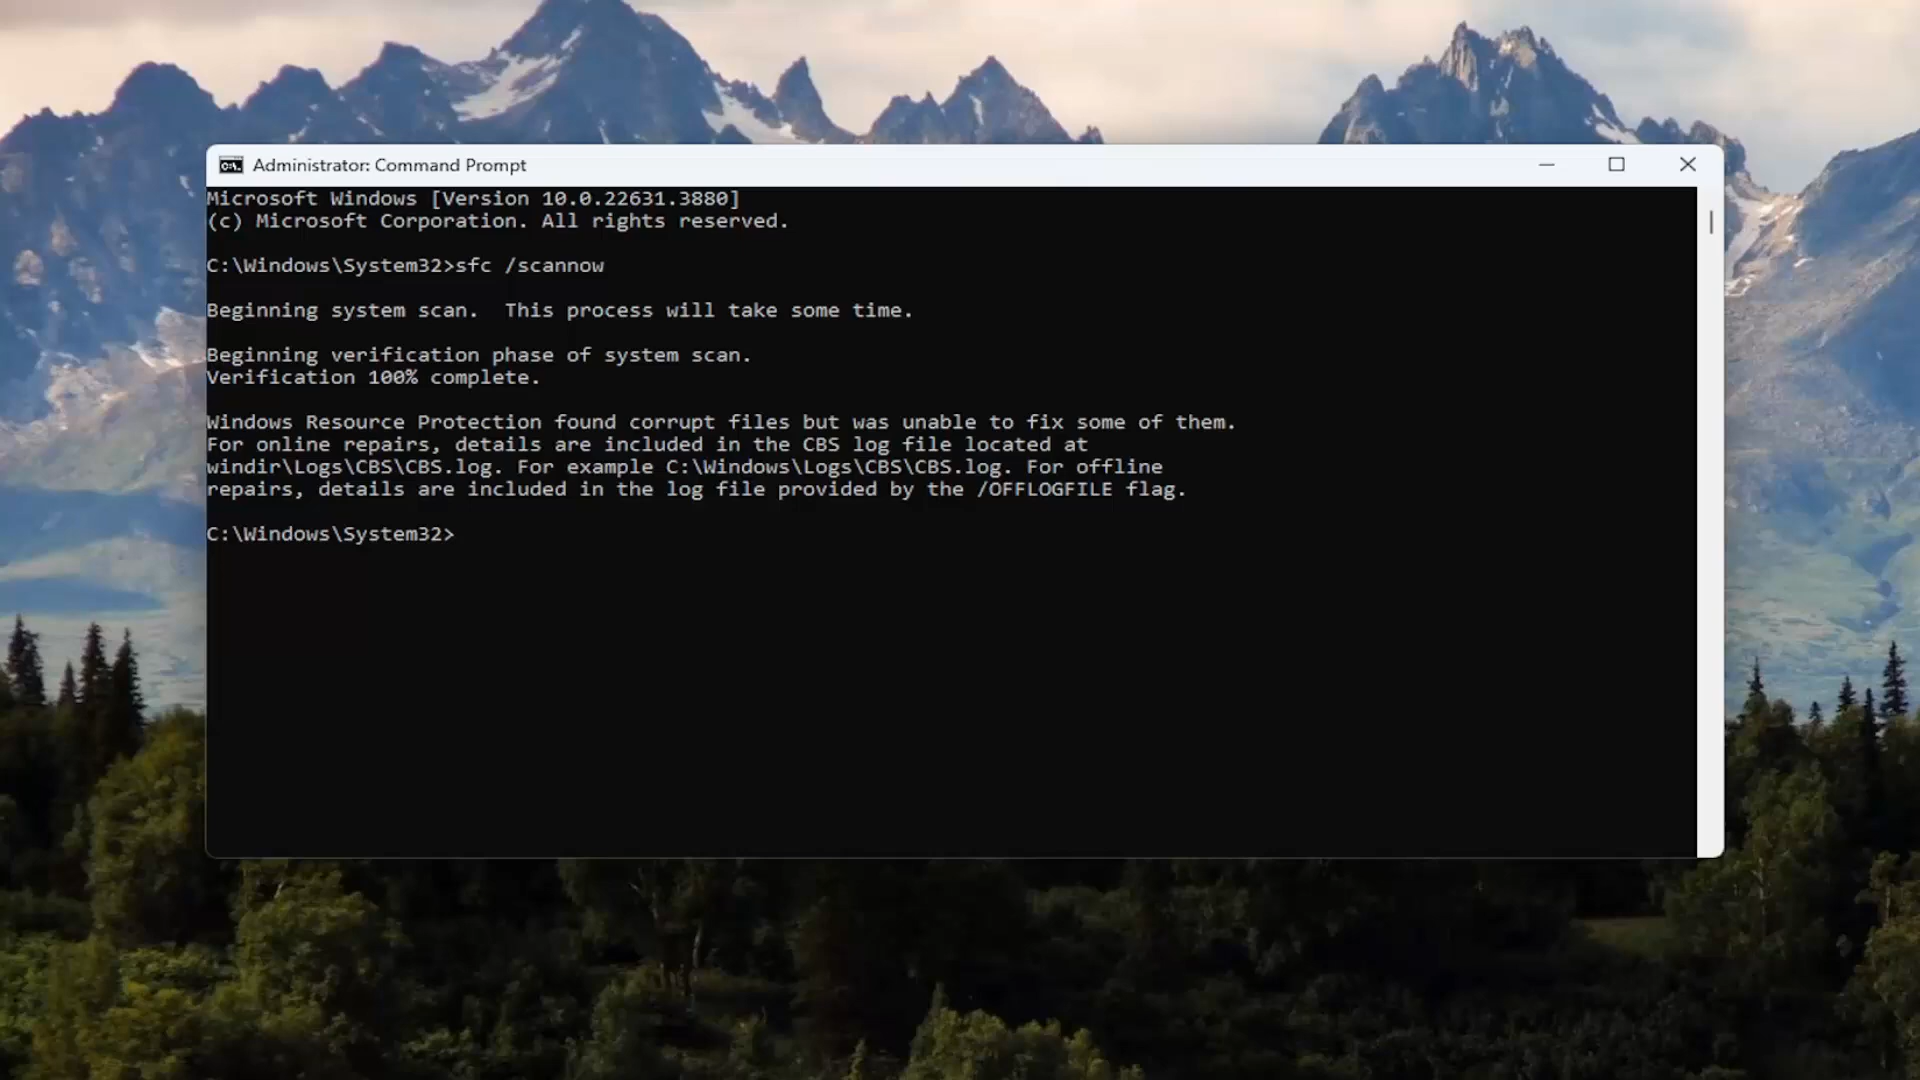 Administrator: Command Prompt
Microsoft Windows [Version 10.0.22631.3880]
(c) Microsoft Corporation. All rights reserved.
C:\Windows\System32>sfc /scannow
Beginning system scan.  This process will take some time.
Beginning verification phase of system scan.
Verification 100% complete.
Windows Resource Protection found corrupt files but was unable to fix some of them.
For online repairs, details are included in the CBS log file located at
windir\Logs\CBS\CBS.log. For example C:\Windows\Logs\CBS\CBS.log. For offline
repairs, details are included in the log file provided by the /OFFLOGFILE flag.
C:\Windows\System32>